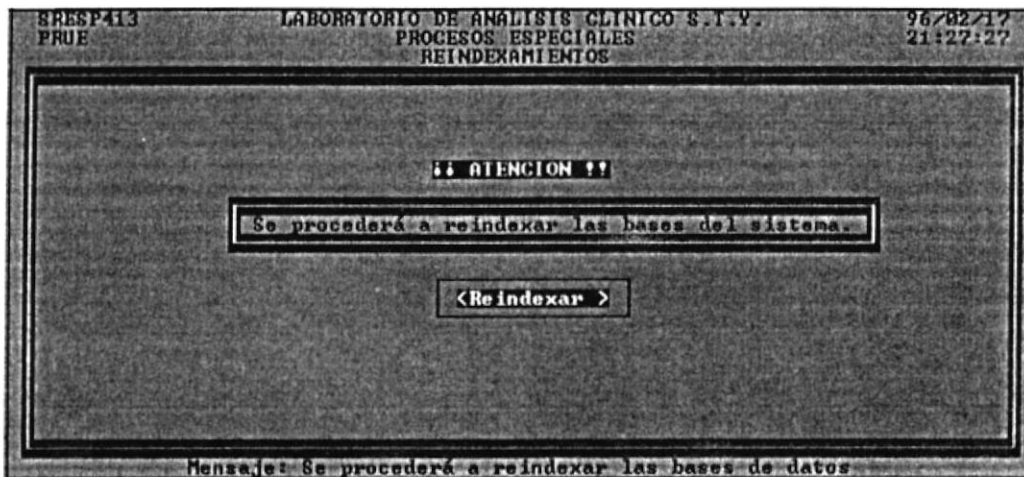 SRESP413 LABORATORIO DE ANALISIS CLINICO S.T.Y. 96/02/17
PRUE PROCESOS ESPECIALES 21:27:27
REINDEXAMIENTOS
¡¡ ATENCION !!
Se procederá a reindexar las bases del sistema.
<Reindexar >
Mensaje: Se procederá a reindexar las bases de datos